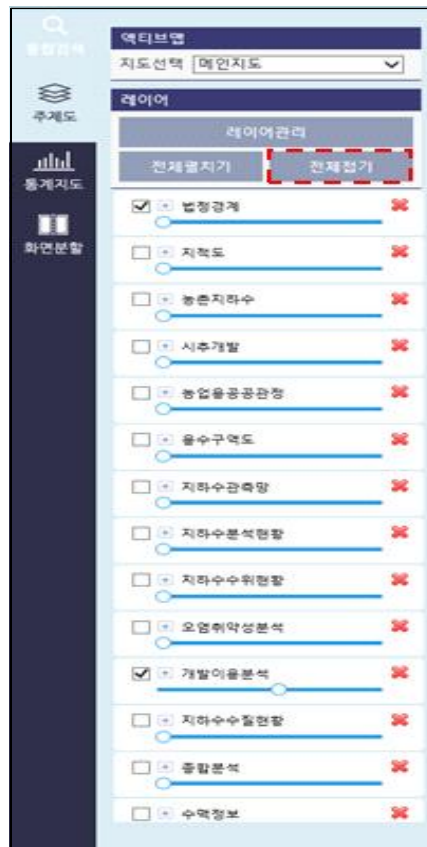 통합검색
주제도
통계지도
화면분할
액티브맵
지도선택 메인지도
레이어
레이어관리
전체펼치기 전체접기
법정경계
지적도
농촌지하수
시추개발
농업용공공관정
용수구역도
지하수관측망
지하수분석현황
지하수수위현황
오염취약성분석
개발이용분석
지하수수질현황
종합분석
수맥정보